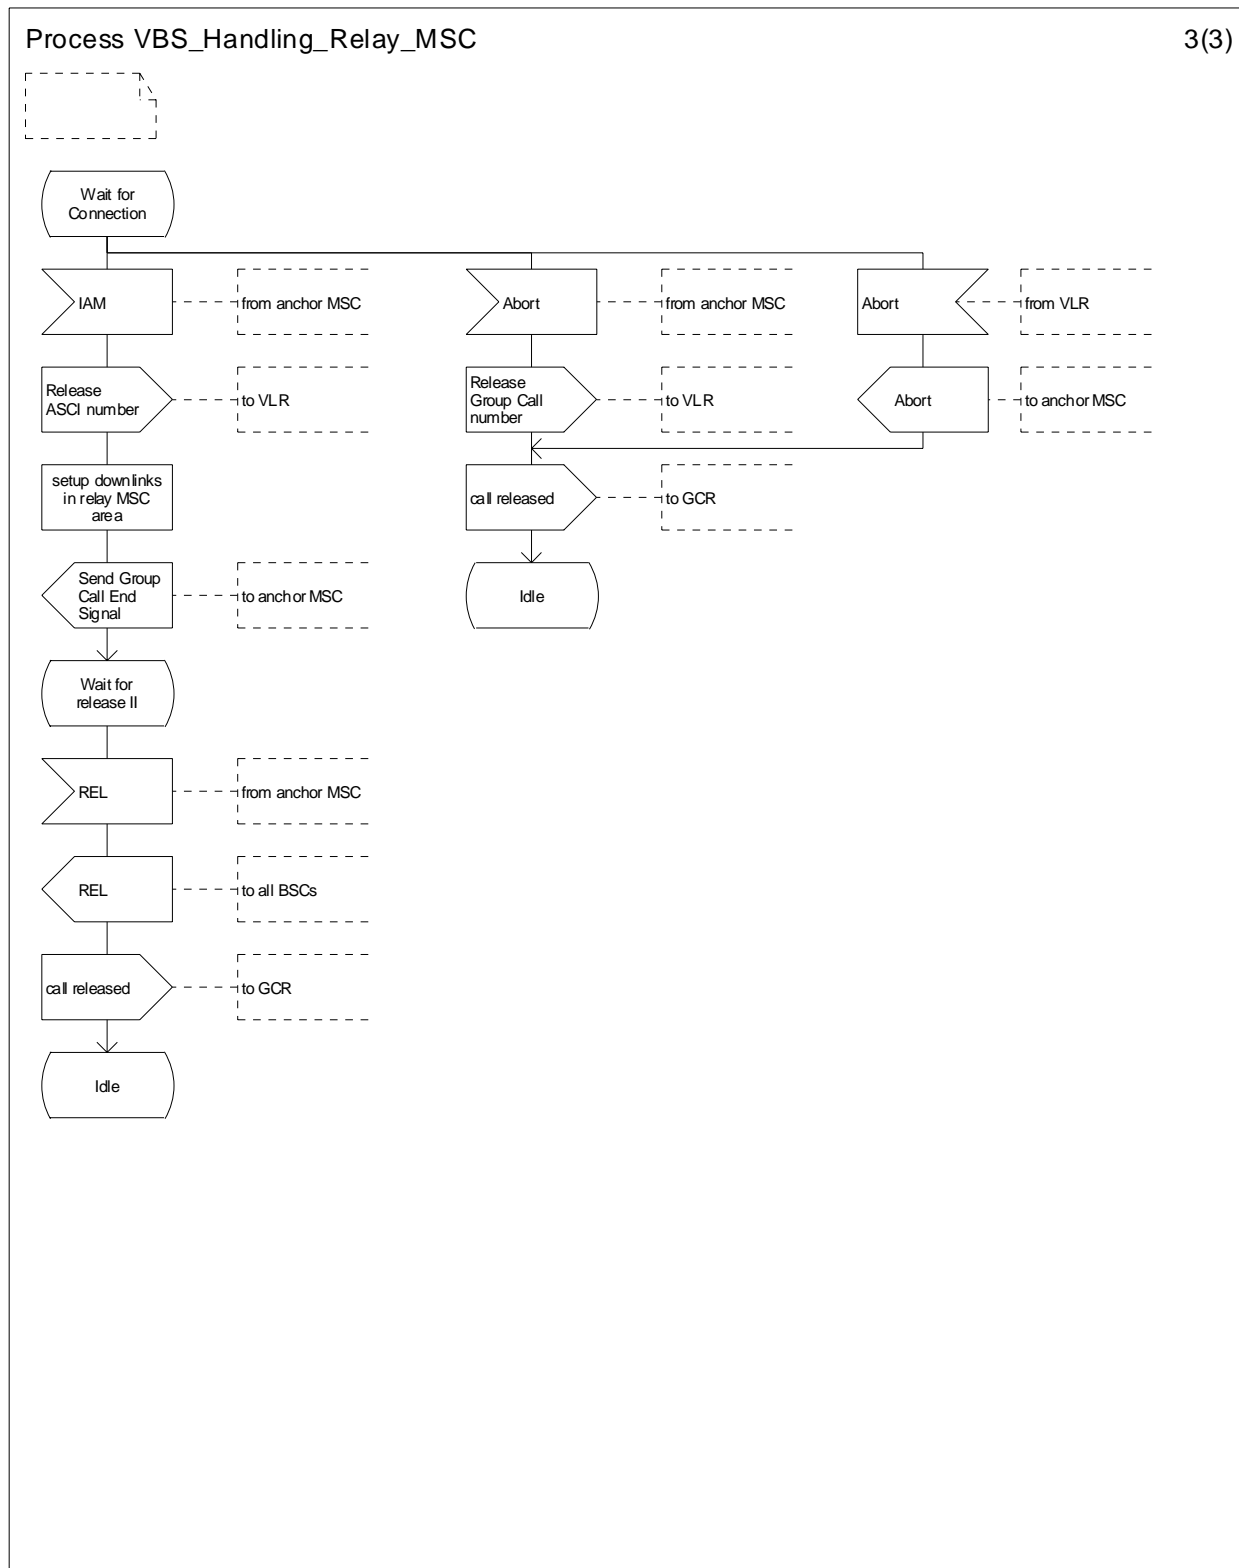 Process VBS_Handling_Relay_MSC
3(3)
Wait for
Connection
IAM
from anchor MSC
Abort
from anchor MSC
Abort
from VLR
Release
ASCI number
to VLR
Release
Group Call
number
to VLR
Abort
to anchor MSC
setup downlinks
in relay MSC
area
call released
to GCR
Send Group
Call End
Signal
to anchor MSC
Idle
Wait for
release II
REL
from anchor MSC
REL
to all BSCs
call released
to GCR
Idle